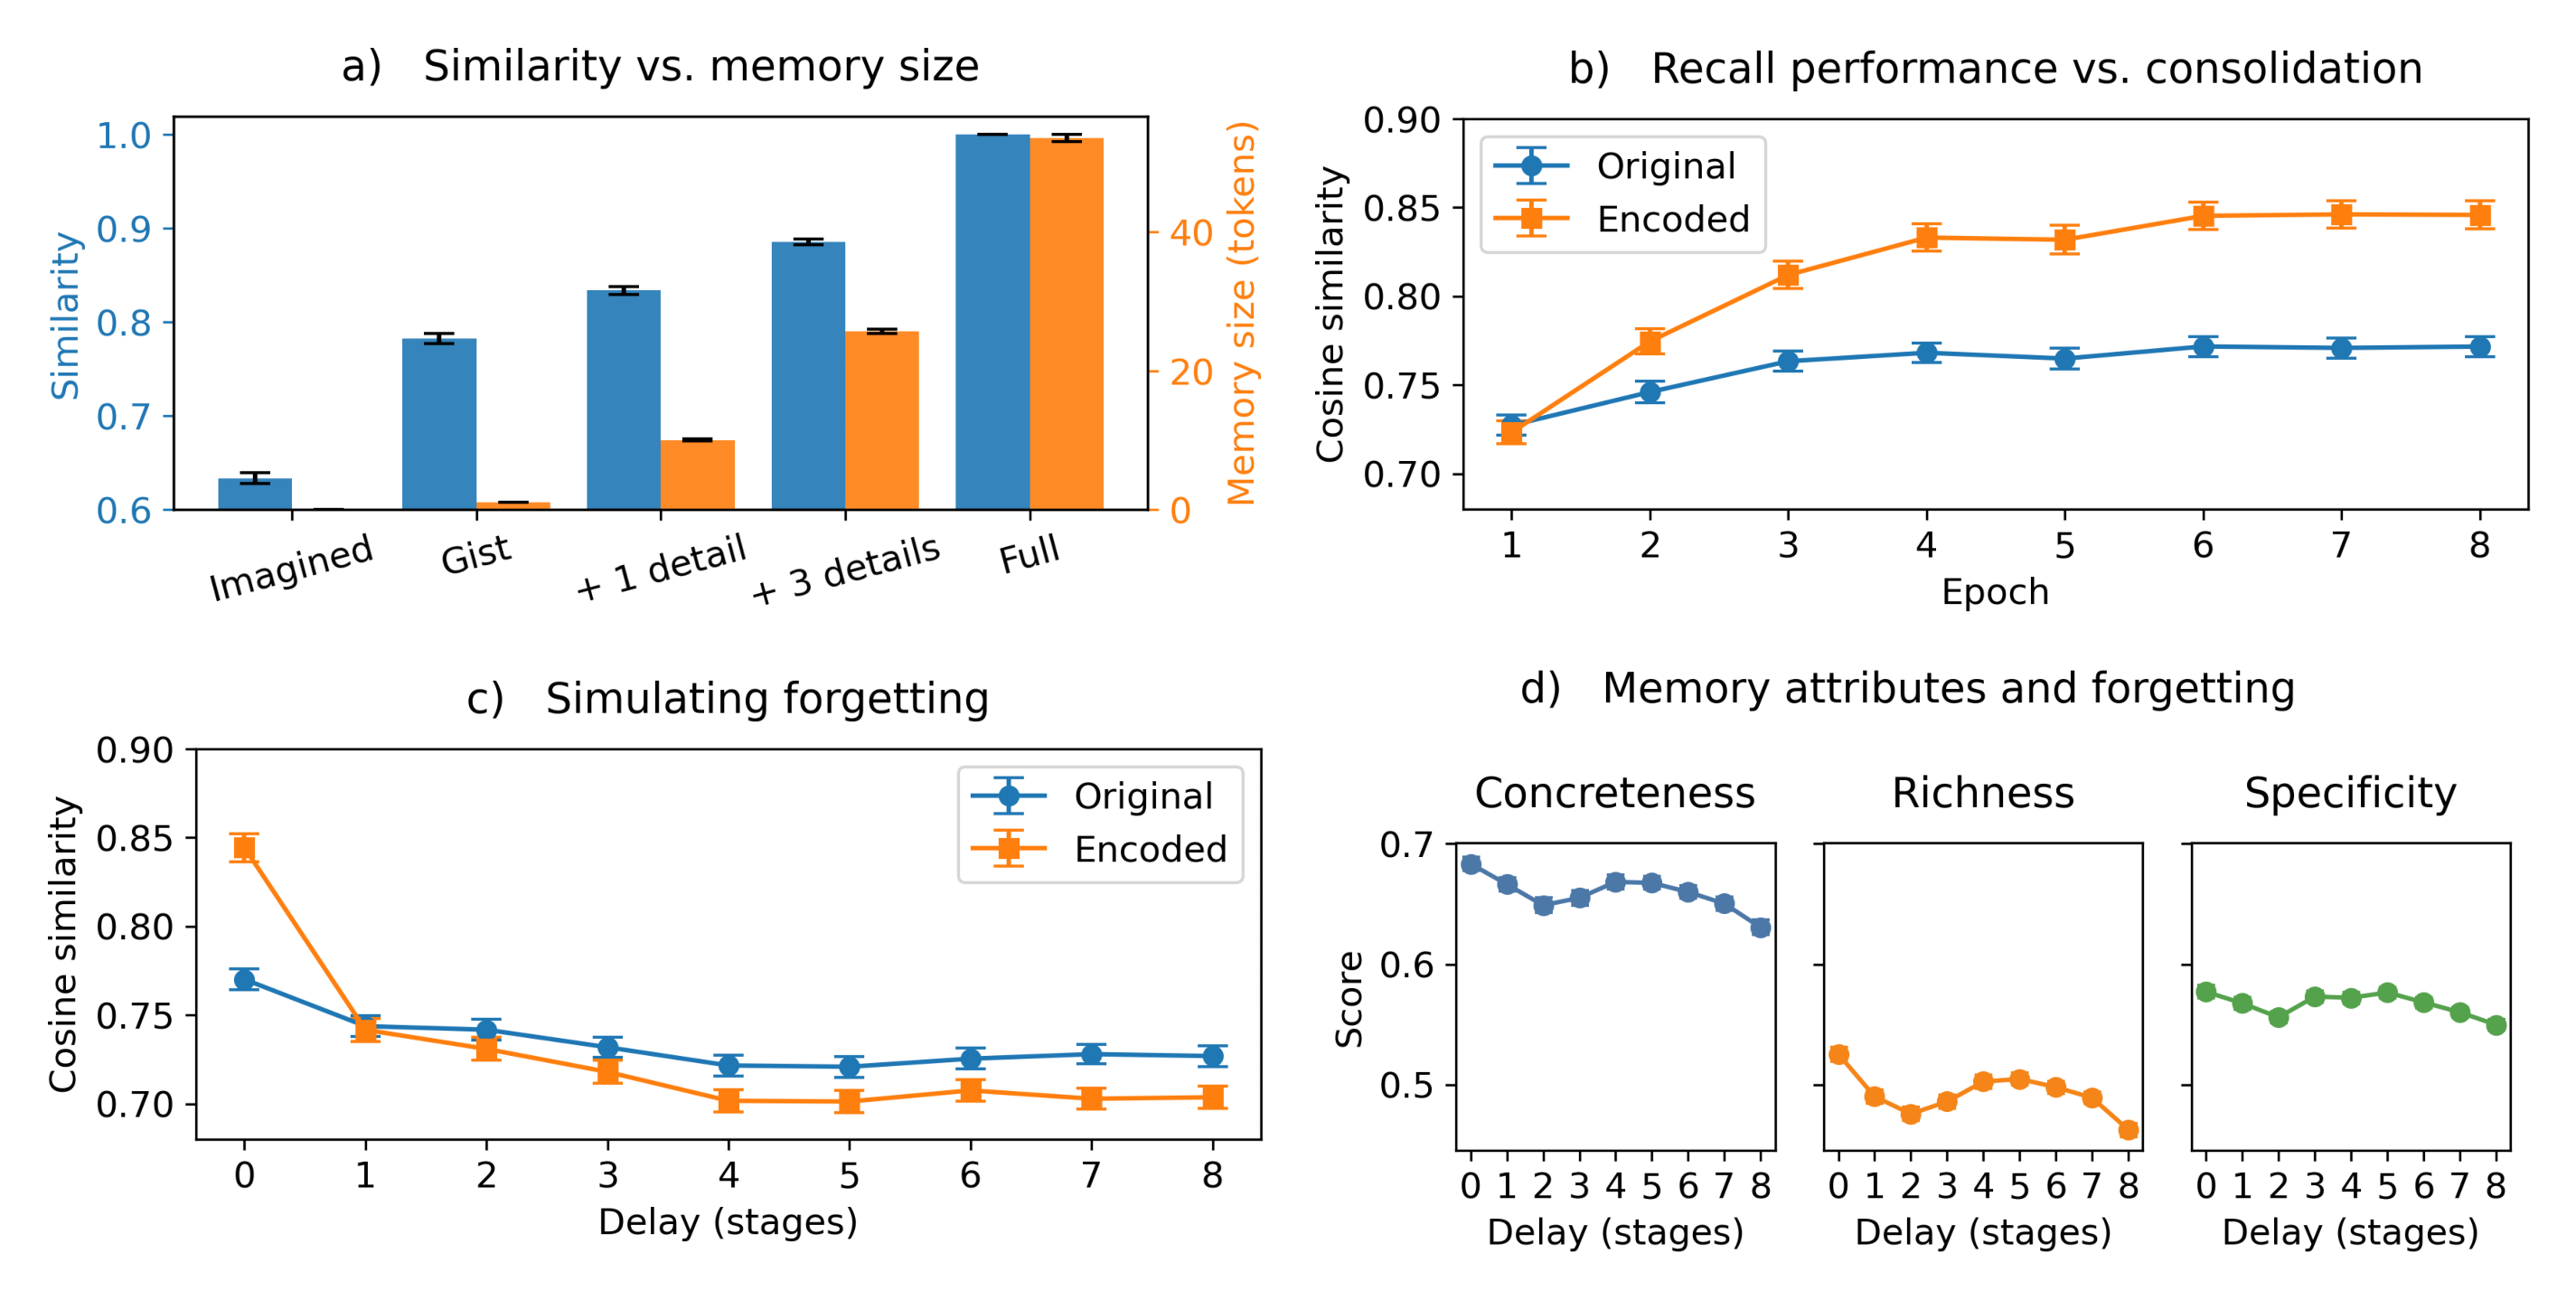 a) Similarity vs. memory size
1.0
0.9
0.8
0.7
0.6
Similarity
40
20
0
Memory size (tokens)
Imagined
Gist
+ 1 detail
+ 3 details
Full
b) Recall performance vs. consolidation
0.90
0.85
0.80
0.75
0.70
Cosine similarity
Original
Encoded
1 2 3 4 5 6 7 8
Epoch
c) Simulating forgetting
0.90
0.85
0.80
0.75
0.70
Cosine similarity
Original
Encoded
0 1 2 3 4 5 6 7 8
Delay (stages)
d) Memory attributes and forgetting
Concreteness
Richness
Specificity
0.7
0.6
0.5
Score
0 1 2 3 4 5 6 7 8
Delay (stages)
0 1 2 3 4 5 6 7 8
Delay (stages)
0 1 2 3 4 5 6 7 8
Delay (stages)